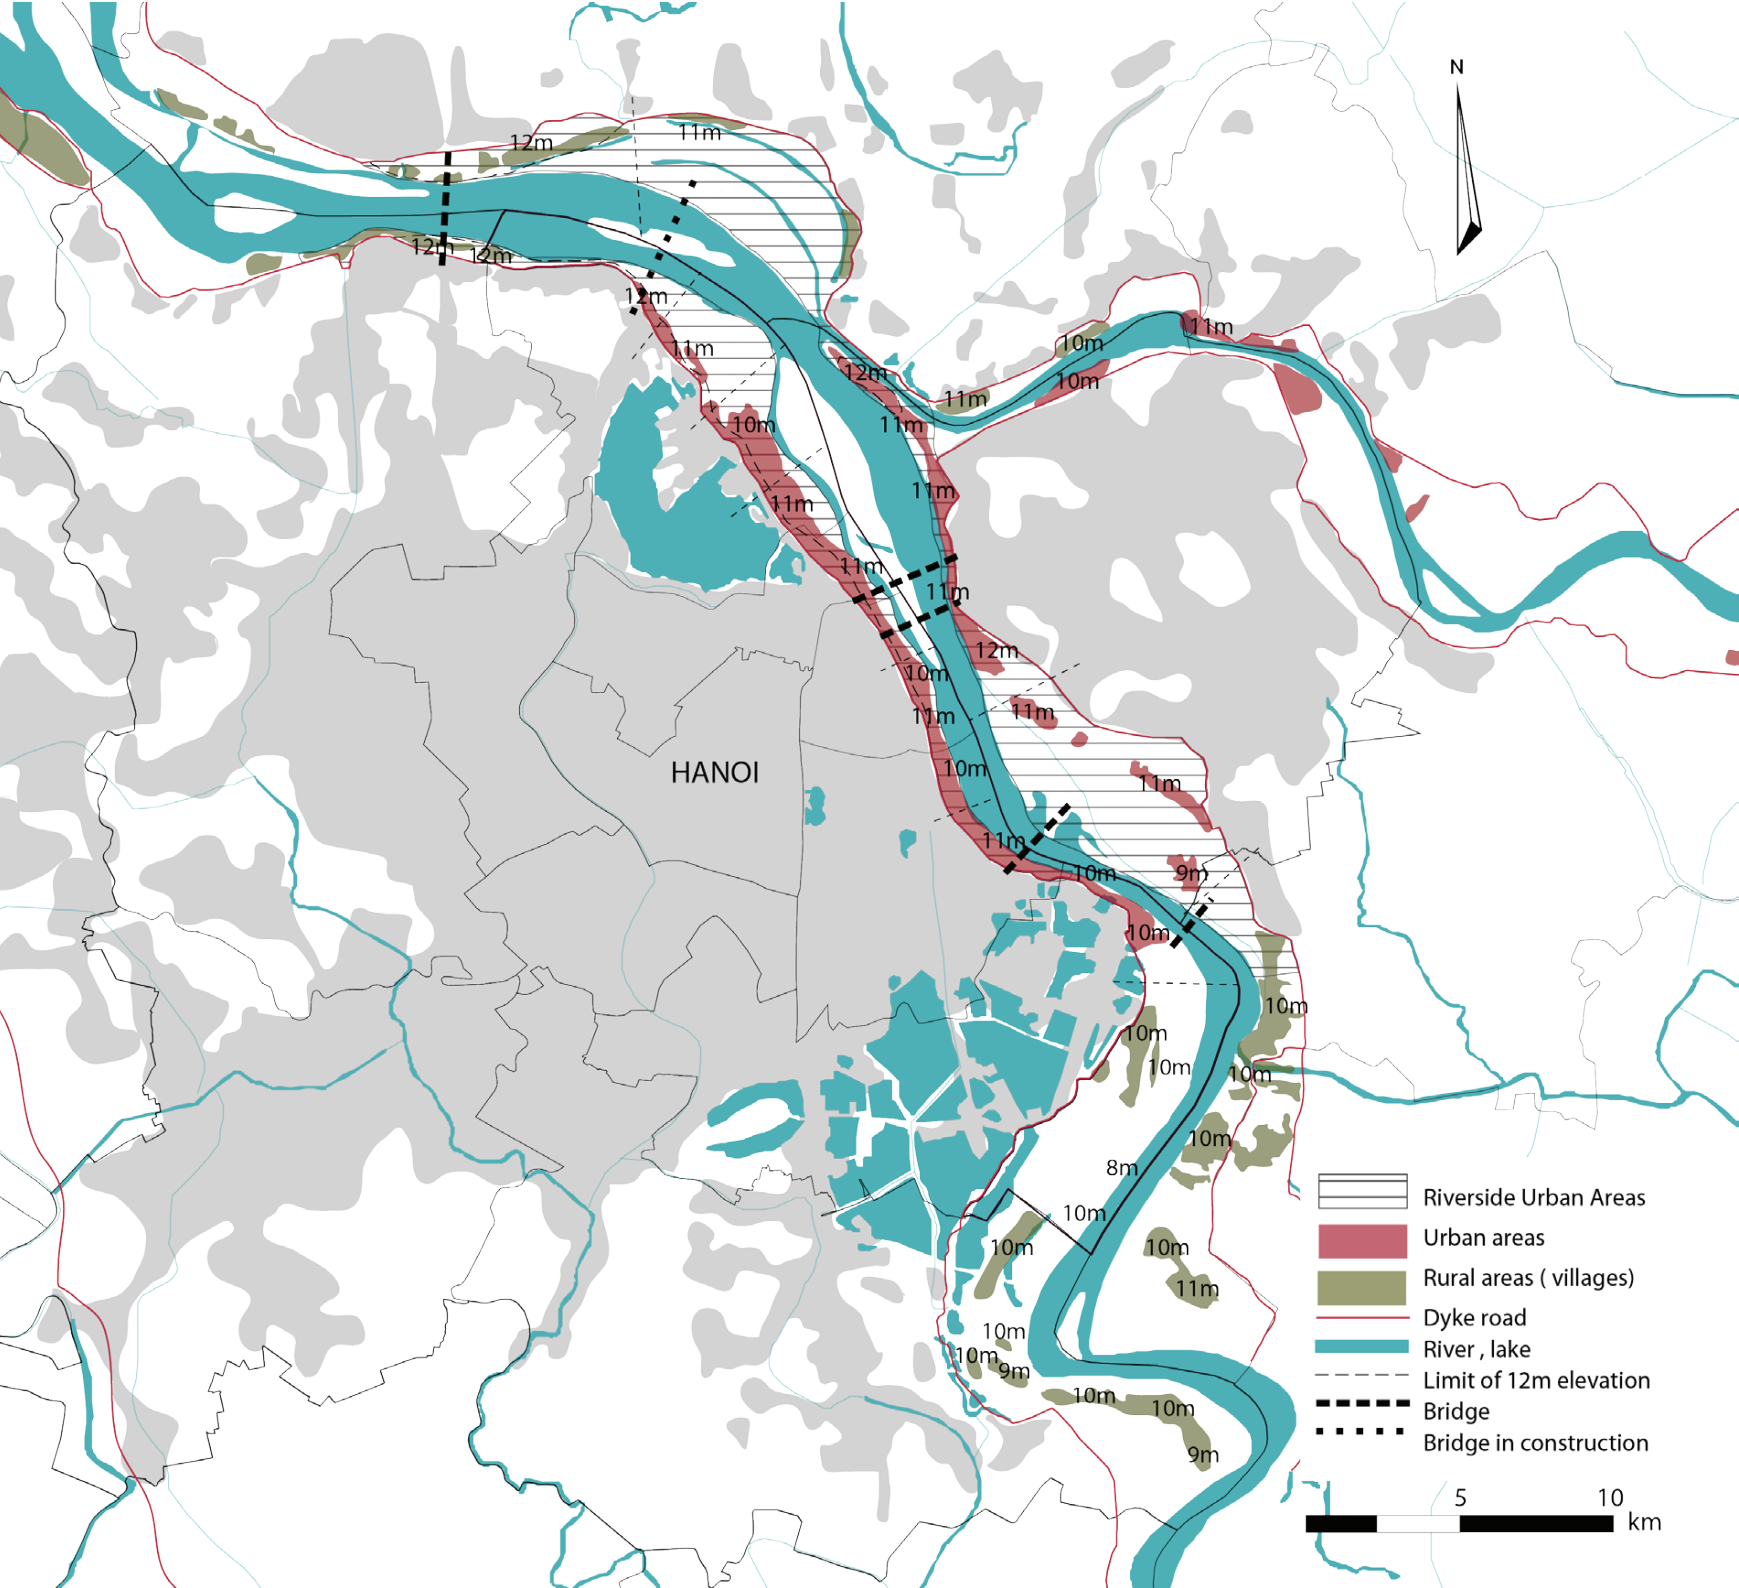 N
12m
11m
12m
12m
12m
11m
11m
10m
12m
10m
11m
10m
11m
11m
11m
11m
11m
11m
12m
10m
11m
11m
HANOI
10m
11m
11m
10m
9m
10m
10m
10m
10m
10m
10m
8m
10m
10m
10m
11m
10m
10m
9m
10m
10m
9m
Riverside Urban Areas
Urban areas
Rural areas ( villages)
Dyke road
River , lake
Limit of 12m elevation
Bridge
Bridge in construction
5 10
km